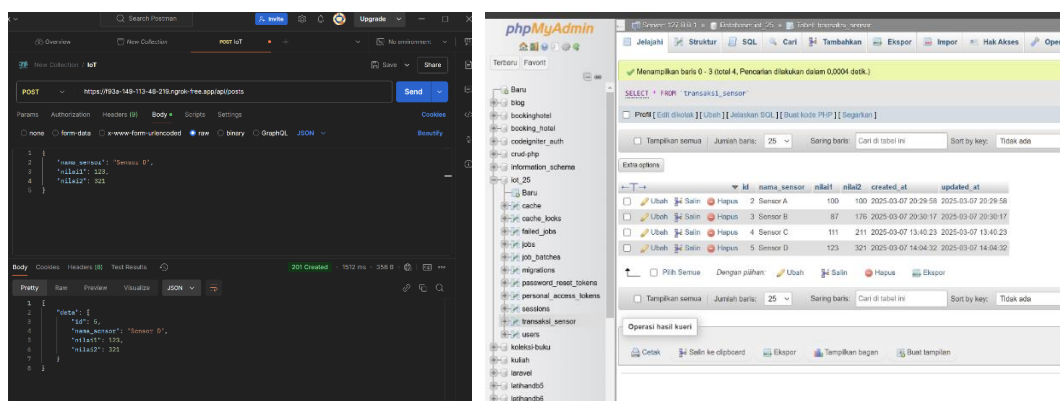 Search Postman
Invite
Upgrade
Overview
New Collection
POST IoT
No environment
New Collection / IoT
Save
Share
POST
https://f93a-149-113-48-219.ngrok-free.app/api/posts
Send
Params Authorization Headers (9) Body Scripts Settings
Cookies
none form-data x-www-form-urlencoded raw binary GraphQL JSON
Beautify
1 {
2 "nama_sensor": "Sensor D",
3 "nilai1": 123,
4 "nilai2": 321
5 }
Body Cookies Headers (8) Test Results
201 Created 1512 ms 356 B
Pretty Raw Preview Visualize JSON
1 {
2 "data": {
3 "id": 5,
4 "nama_sensor": "Sensor D",
5 "nilai1": 123,
6 "nilai2": 321
7 }
8 }
phpMyAdmin
Terbaru Favorit
Baru
blog
bookinghotel
booking_hotel
codeigniter_auth
crud-php
information_schema
iot_25
Baru
cache
cache_locks
failed_jobs
jobs
job_batches
migrations
password_reset_tokens
personal_access_tokens
sessions
transaksi_sensor
users
koleksi-buku
kuliah
laravel
latihandb5
latihandb6
Server: 127.0.0.1 » Database: iot_25 » Tabel: transaksi_sensor
Jelajahi Struktur SQL Cari Tambahkan Ekspor Impor Hak Akses Oper
Menampilkan baris 0 - 3 (total 4, Pencarian dilakukan dalam 0,0004 detik.)
SELECT * FROM `transaksi_sensor`
Profil [ Edit dikotak ] [ Ubah ] [ Jelaskan SQL ] [ Buat kode PHP ] [ Segarkan ]
Tampilkan semua Jumlah baris: 25 Saring baris: Cari di tabel ini Sort by key: Tidak ada
Extra options
←T→ id nama_sensor nilai1 nilai2 created_at updated_at
Ubah Salin Hapus 2 Sensor A 100 100 2025-03-07 20:29:58 2025-03-07 20:29:58
Ubah Salin Hapus 3 Sensor B 87 176 2025-03-07 20:30:17 2025-03-07 20:30:17
Ubah Salin Hapus 4 Sensor C 111 211 2025-03-07 13:40:23 2025-03-07 13:40:23
Ubah Salin Hapus 5 Sensor D 123 321 2025-03-07 14:04:32 2025-03-07 14:04:32
Pilih Semua Dengan pilihan: Ubah Salin Hapus Ekspor
Tampilkan semua Jumlah baris: 25 Saring baris: Cari di tabel ini Sort by key: Tidak ada
Operasi hasil kueri
Cetak Salin ke clipboard Ekspor Tampilkan bagan Buat tampilan